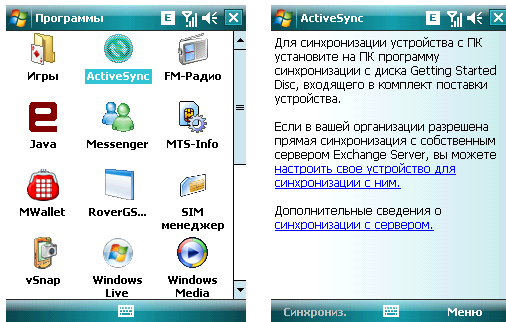 Программы
E
Игры
ActiveSync
FM-Радио
Java
Messenger
MTS-Info
MWallet
RoverGS...
SIM
менеджер
vSnap
Windows
Live
Windows
Media
ActiveSync
E
Для синхронизации устройства с ПК
установите на ПК программу
синхронизации с диска Getting Started
Disc, входящего в комплект поставки
устройства.
Если в вашей организации разрешена
прямая синхронизация с собственным
сервером Exchange Server, вы можете
настроить свое устройство для
синхронизации с ним.
Дополнительные сведения о
синхронизации с сервером.
Синхрониз.
Меню